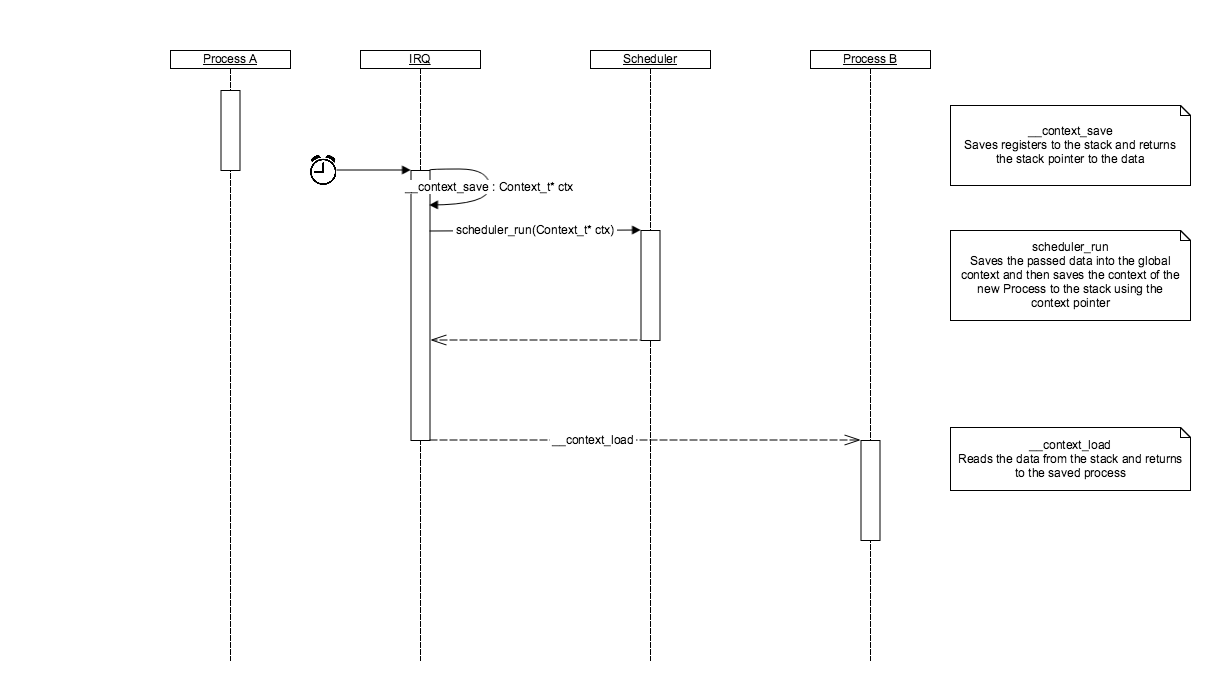 Process A
IRQ
Scheduler
Process B
__context_save
Saves registers to the stack and returns
the stack pointer to the data
__context_save : Context_t* ctx
scheduler_run(Context_t* ctx)
scheduler_run
Saves the passed data into the global
context and then saves the context of the
new Process to the stack using the
context pointer
__context_load
__context_load
Reads the data from the stack and returns
to the saved process